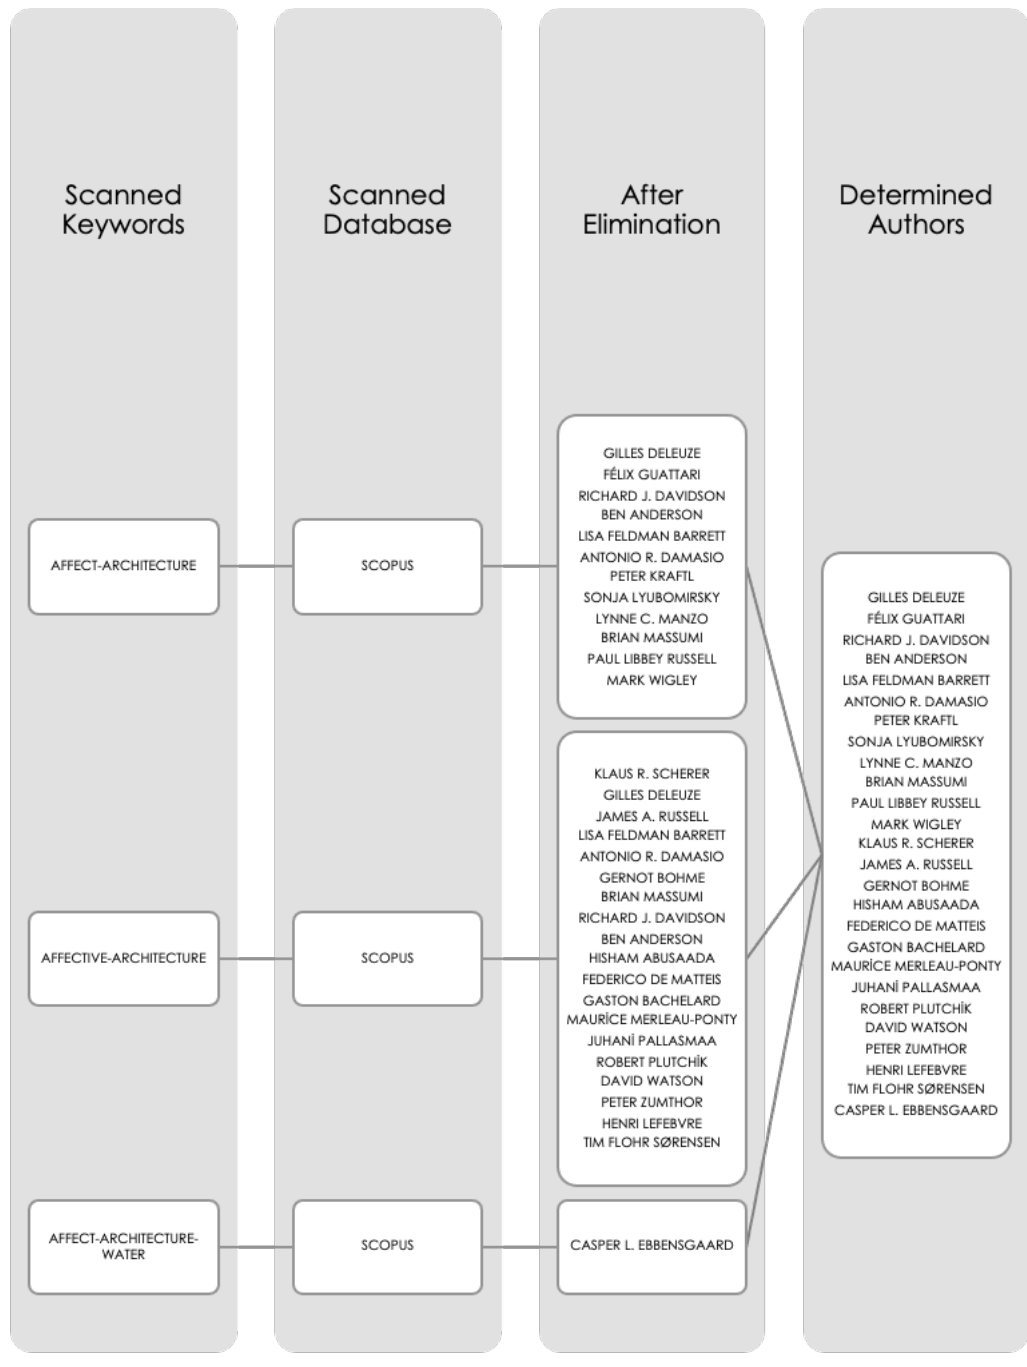 Scanned
Keywords
Scanned
Database
After
Elimination
Determined
Authors
AFFECT-ARCHITECTURE
SCOPUS
GILLES DELEUZE
FÉLIX GUATTARI
RICHARD J. DAVIDSON
BEN ANDERSON
LISA FELDMAN BARRETT
ANTONIO R. DAMASIO
PETER KRAFTL
SONJA LYUBOMIRSKY
LYNNE C. MANZO
BRIAN MASSUMI
PAUL LIBBEY RUSSELL
MARK WIGLEY
AFFECTIVE-ARCHITECTURE
SCOPUS
KLAUS R. SCHERER
GILLES DELEUZE
JAMES A. RUSSELL
LISA FELDMAN BARRETT
ANTONIO R. DAMASIO
GERNOT BOHME
BRIAN MASSUMI
RICHARD J. DAVIDSON
BEN ANDERSON
HISHAM ABUSAADA
FEDERICO DE MATTEIS
GASTON BACHELARD
MAURİCE MERLEAU-PONTY
JUHANİ PALLASMAA
ROBERT PLUTCHİK
DAVID WATSON
PETER ZUMTHOR
HENRI LEFEBVRE
TIM FLOHR SØRENSEN
AFFECT-ARCHITECTURE-
WATER
SCOPUS
CASPER L. EBBENSGAARD
GILLES DELEUZE
FÉLIX GUATTARI
RICHARD J. DAVIDSON
BEN ANDERSON
LISA FELDMAN BARRETT
ANTONIO R. DAMASIO
PETER KRAFTL
SONJA LYUBOMIRSKY
LYNNE C. MANZO
BRIAN MASSUMI
PAUL LIBBEY RUSSELL
MARK WIGLEY
KLAUS R. SCHERER
JAMES A. RUSSELL
GERNOT BOHME
HISHAM ABUSAADA
FEDERICO DE MATTEIS
GASTON BACHELARD
MAURİCE MERLEAU-PONTY
JUHANİ PALLASMAA
ROBERT PLUTCHİK
DAVID WATSON
PETER ZUMTHOR
HENRI LEFEBVRE
TIM FLOHR SØRENSEN
CASPER L. EBBENSGAARD